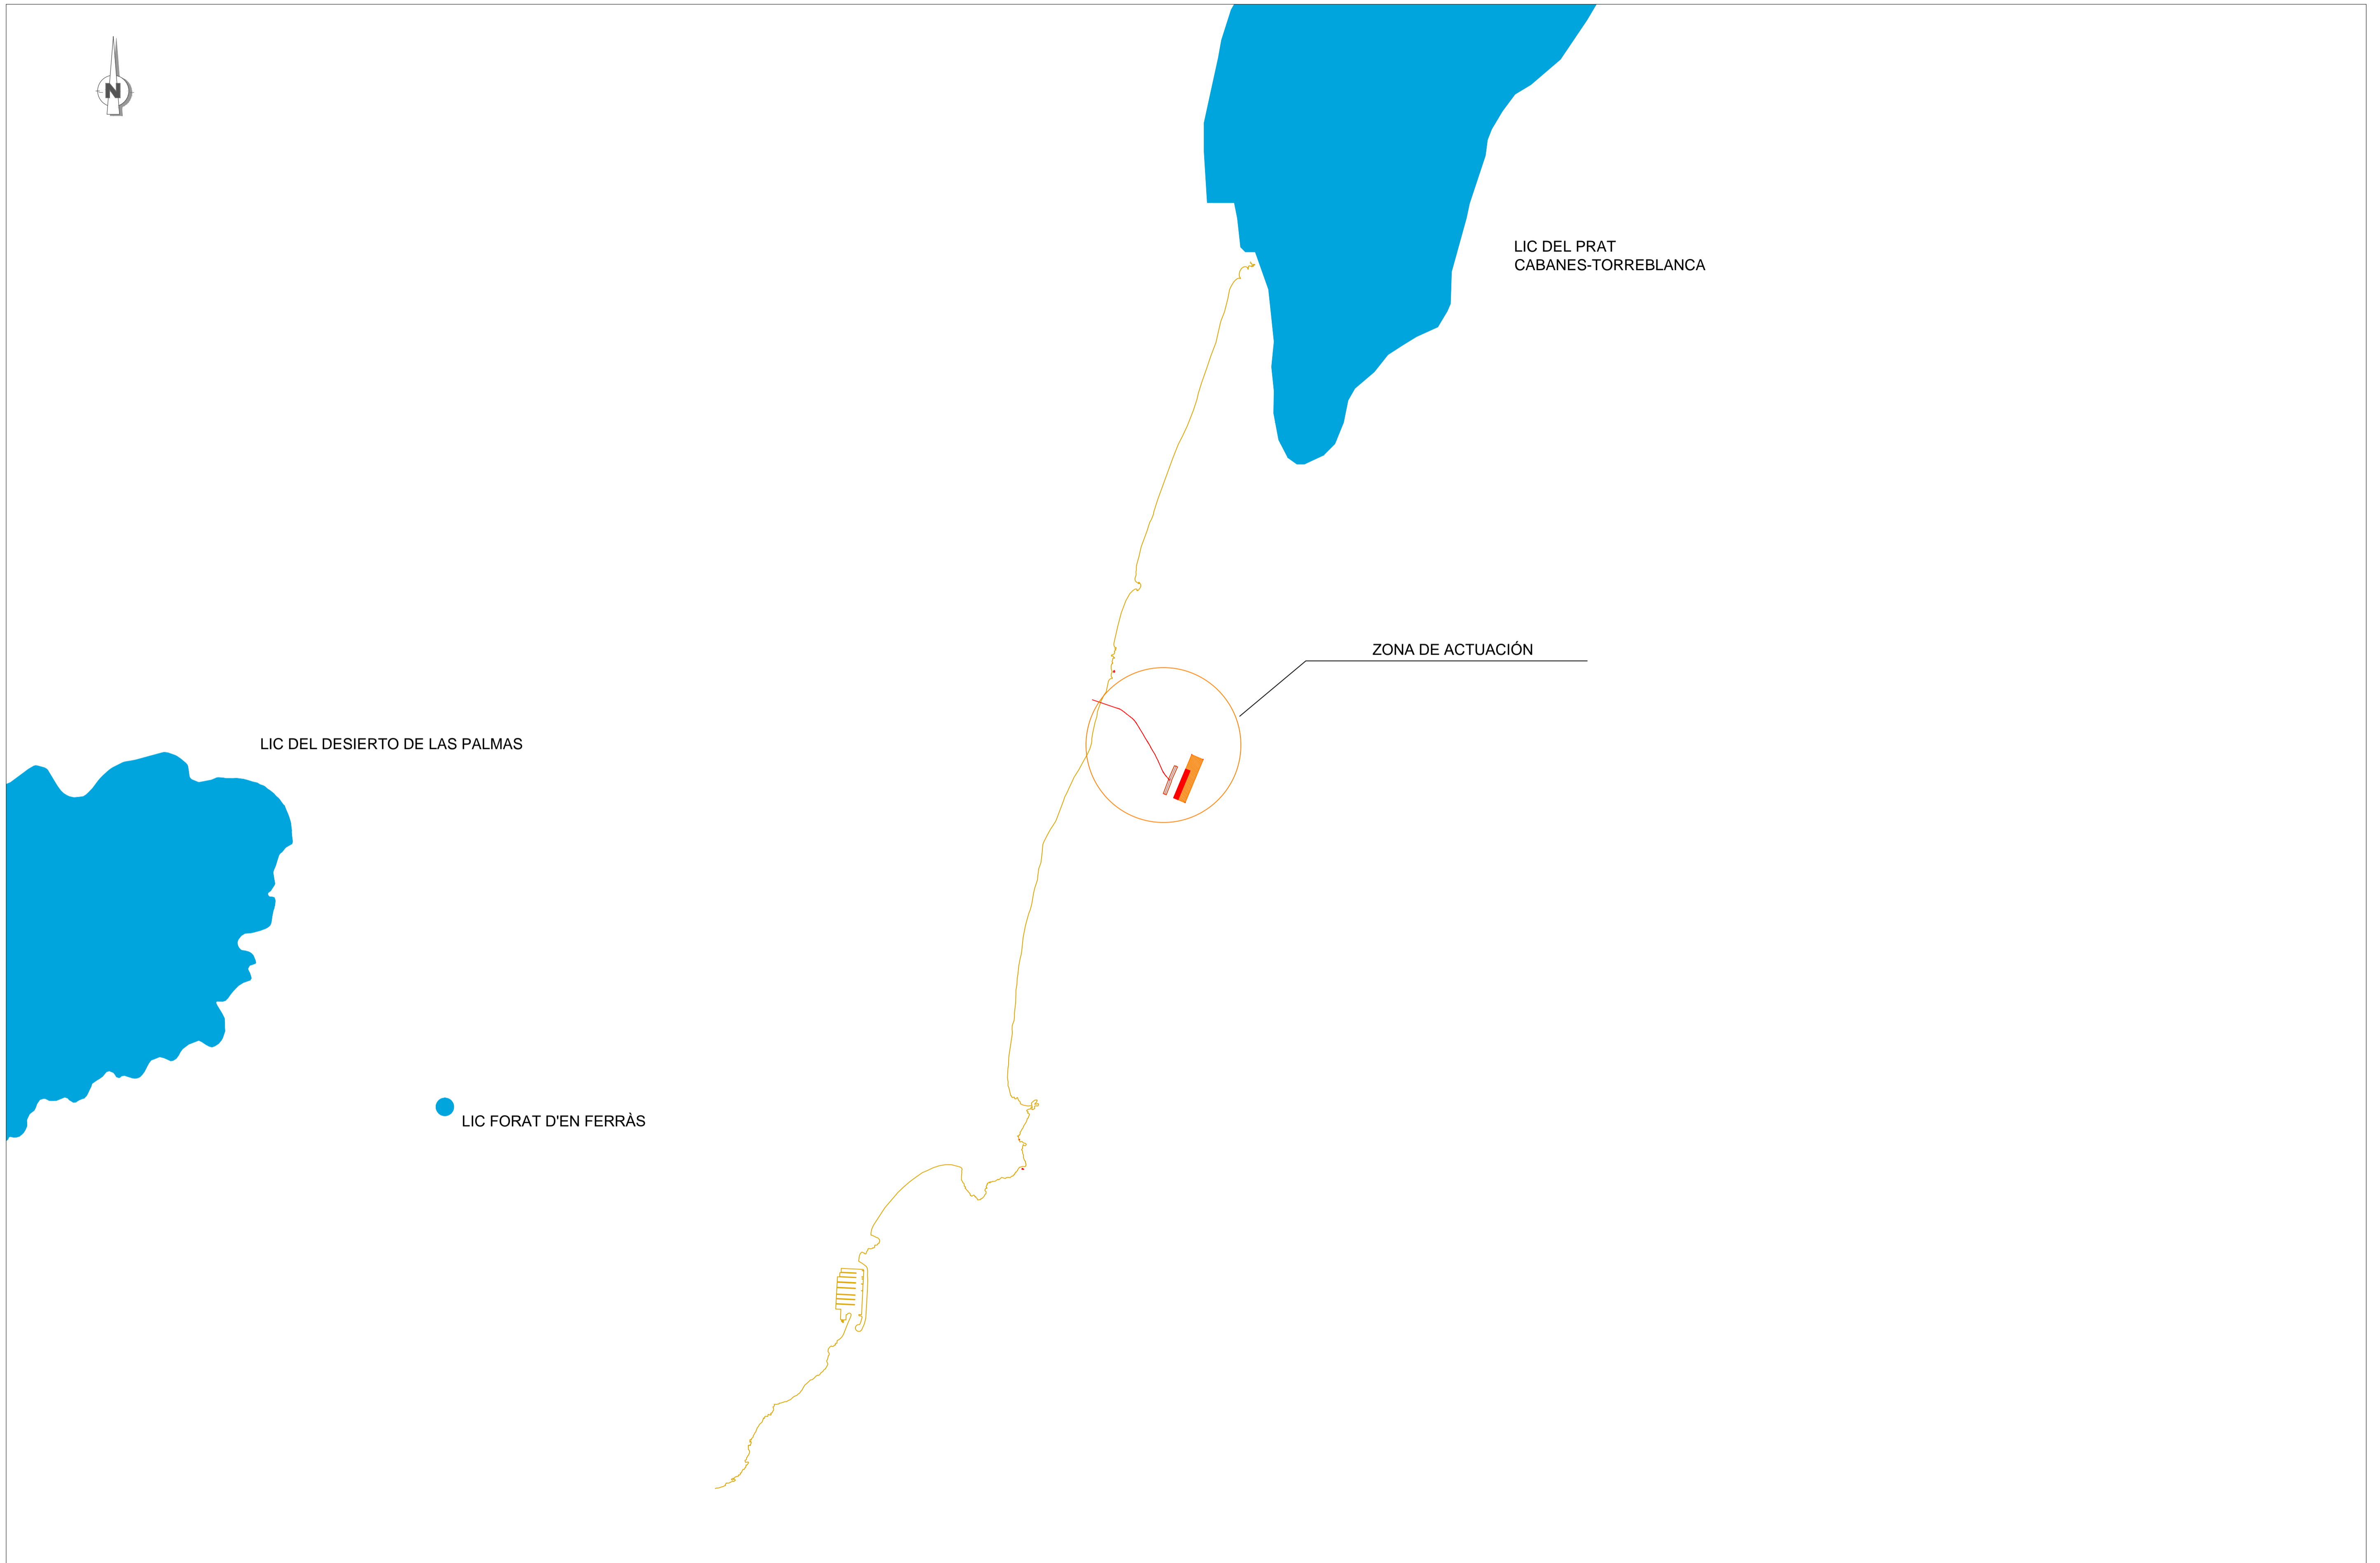 N
LIC DEL PRAT
CABANES-TORREBLANCA
ZONA DE ACTUACIÓN
LIC DEL DESIERTO DE LAS PALMAS
LIC FORAT D'EN FERRÀS